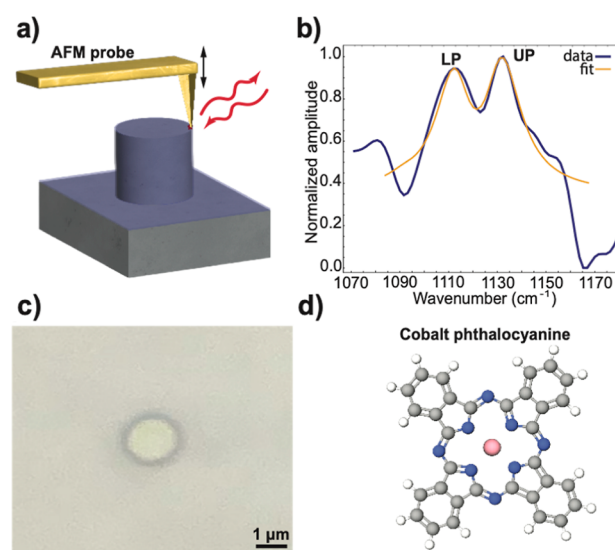 a)
AFM probe
b)
Normalized amplitude
1.0
0.8
0.6
0.4
0.2
0.0
LP
UP
data
fit
1070
1090
1110
1130
1150
1170
Wavenumber (cm⁻¹)
c)
1 µm
d)
Cobalt phthalocyanine